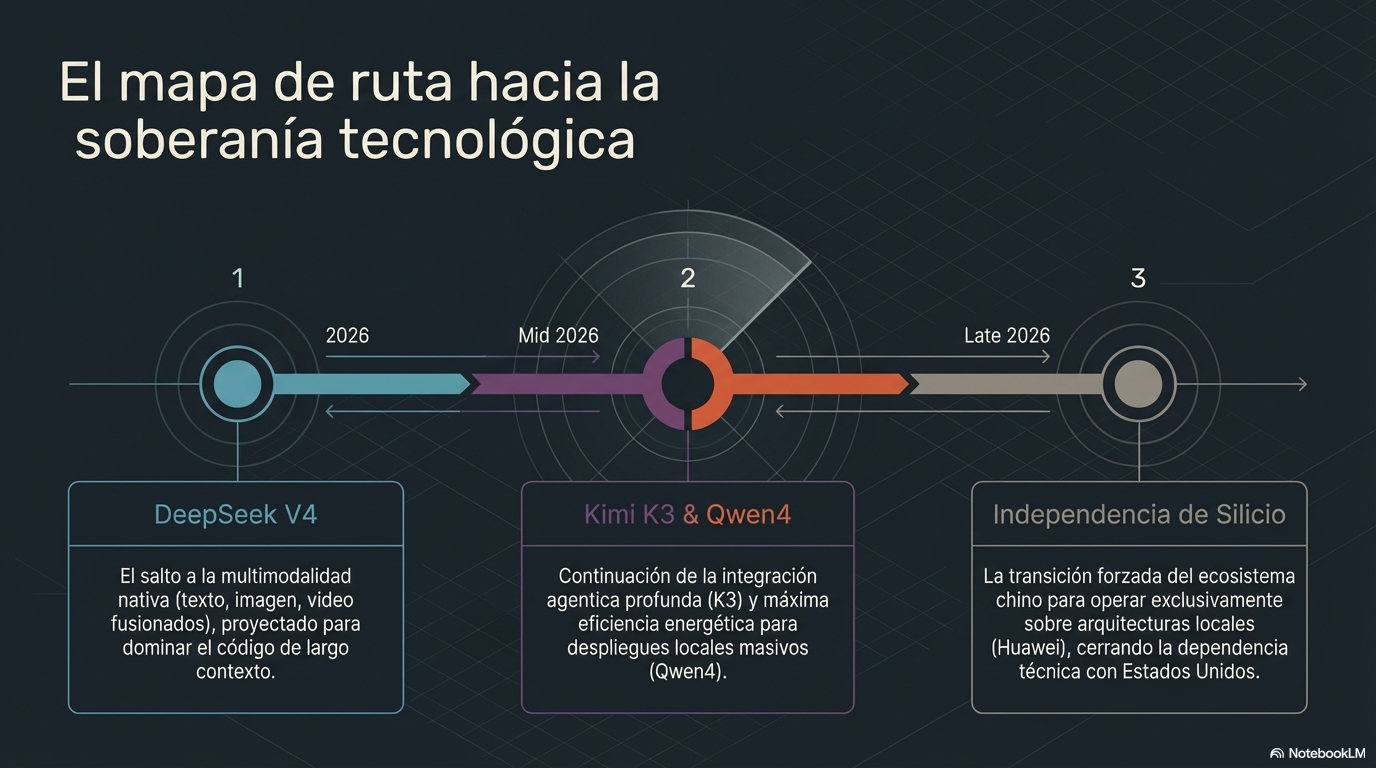 El mapa de ruta hacia la
soberanía tecnológica
1
2
3
2026
Mid 2026
Late 2026
DeepSeek V4
El salto a la multimodalidad
nativa (texto, imagen, video
fusionados), proyectado para
dominar el código de largo
contexto.
Kimi K3 & Qwen4
Continuación de la integración
agentica profunda (K3) y máxima
eficiencia energética para
despliegues locales masivos
(Qwen4).
Independencia de Silicio
La transición forzada del ecosistema
chino para operar exclusivamente
sobre arquitecturas locales
(Huawei), cerrando la dependencia
técnica con Estados Unidos.
NotebookLM